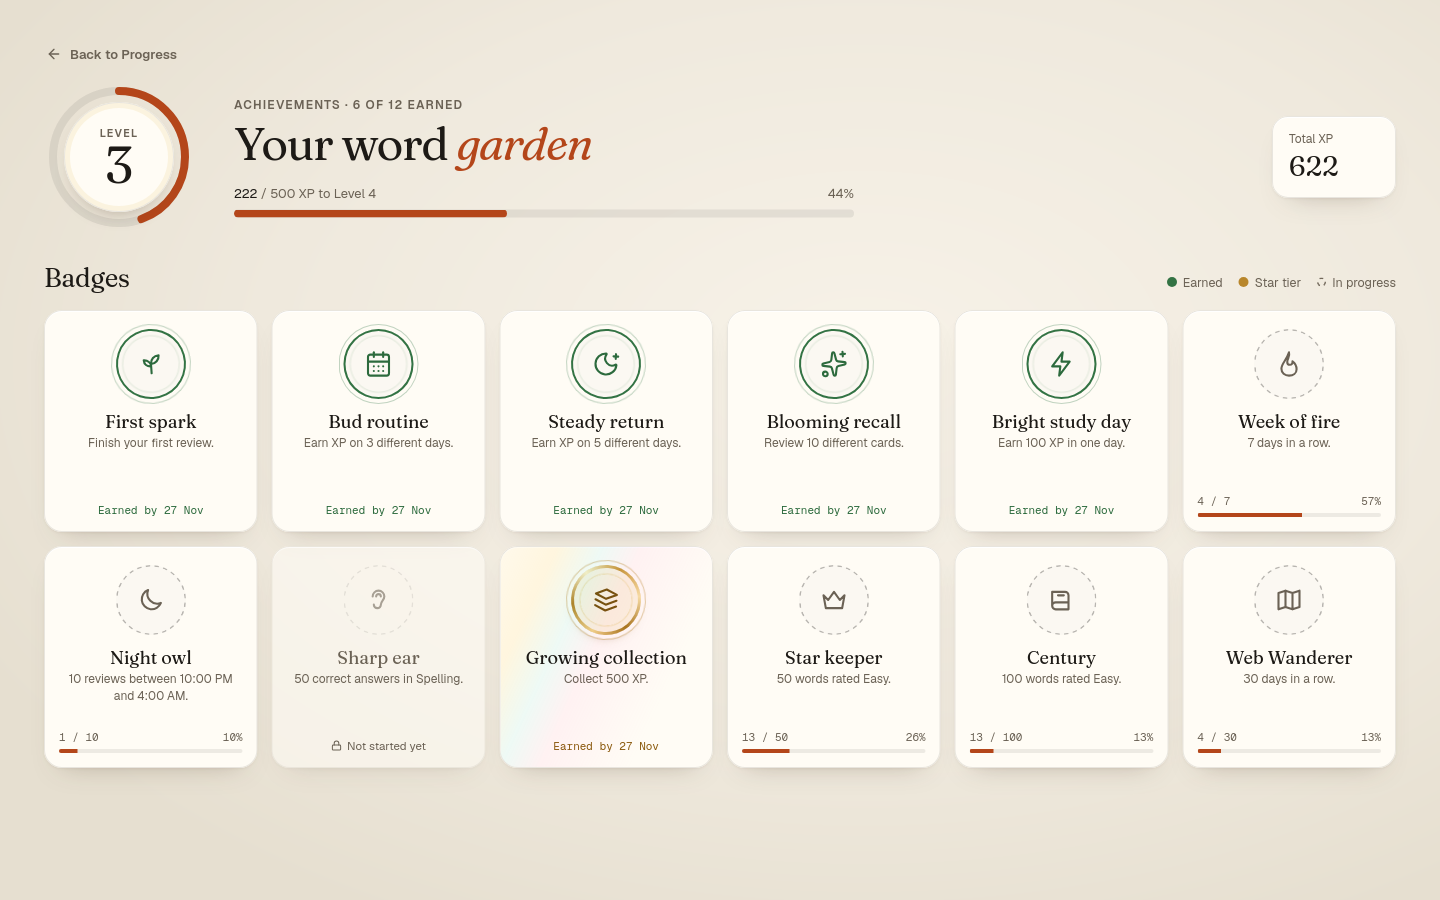 Back to Progress
LEVEL
3
ACHIEVEMENTS · 6 OF 12 EARNED
Your word garden
222 / 500 XP to Level 4
44%
Total XP
622
Badges
Earned
Star tier
In progress
First spark
Finish your first review.
Earned by 27 Nov
Bud routine
Earn XP on 3 different days.
Earned by 27 Nov
Steady return
Earn XP on 5 different days.
Earned by 27 Nov
Blooming recall
Review 10 different cards.
Earned by 27 Nov
Bright study day
Earn 100 XP in one day.
Earned by 27 Nov
Week of fire
7 days in a row.
4 / 7
57%
Night owl
10 reviews between 10:00 PM
and 4:00 AM.
1 / 10
10%
Sharp ear
50 correct answers in Spelling.
Not started yet
Growing collection
Collect 500 XP.
Earned by 27 Nov
Star keeper
50 words rated Easy.
13 / 50
26%
Century
100 words rated Easy.
13 / 100
13%
Web Wanderer
30 days in a row.
4 / 30
13%